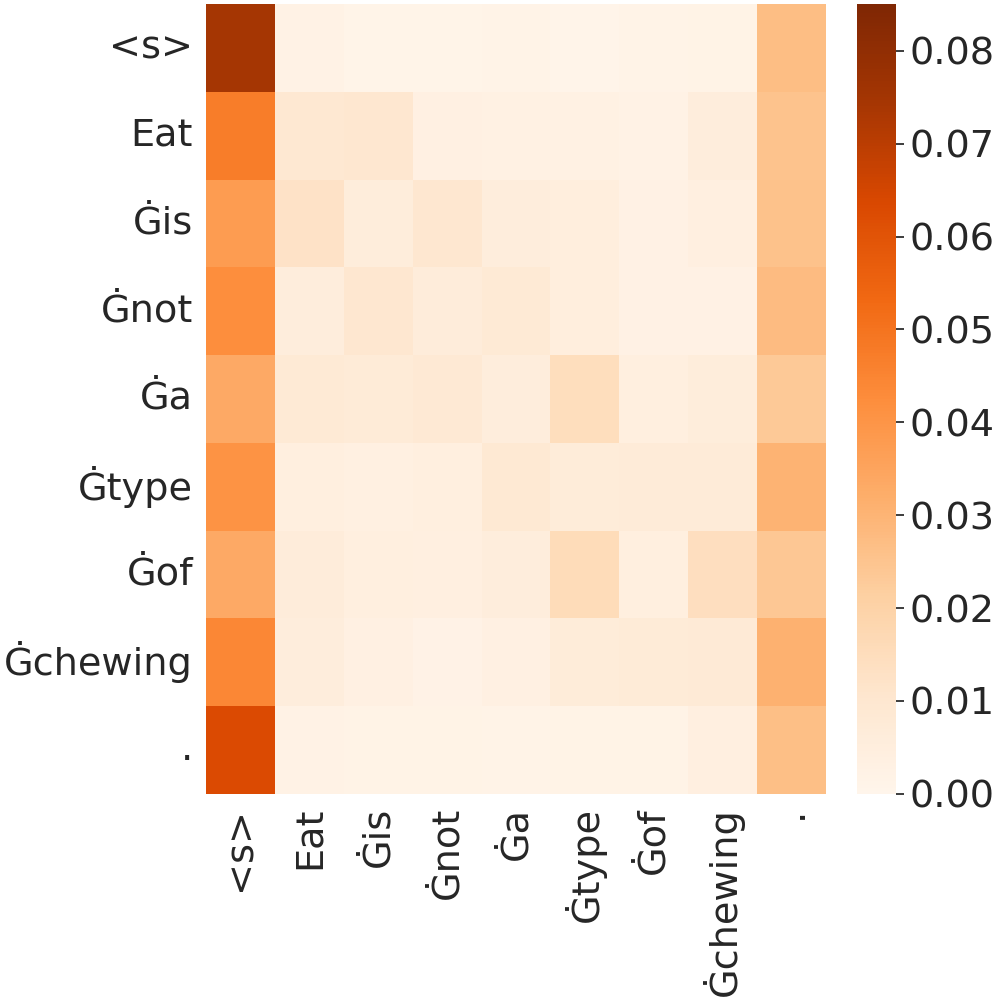 <s>
Eat
Ġis
Ġnot
Ġa
Ġtype
Ġof
Ġchewing
.
<s>
Eat
Ġis
Ġnot
Ġa
Ġtype
Ġof
Ġchewing
.
0.08
0.07
0.06
0.05
0.04
0.03
0.02
0.01
0.00